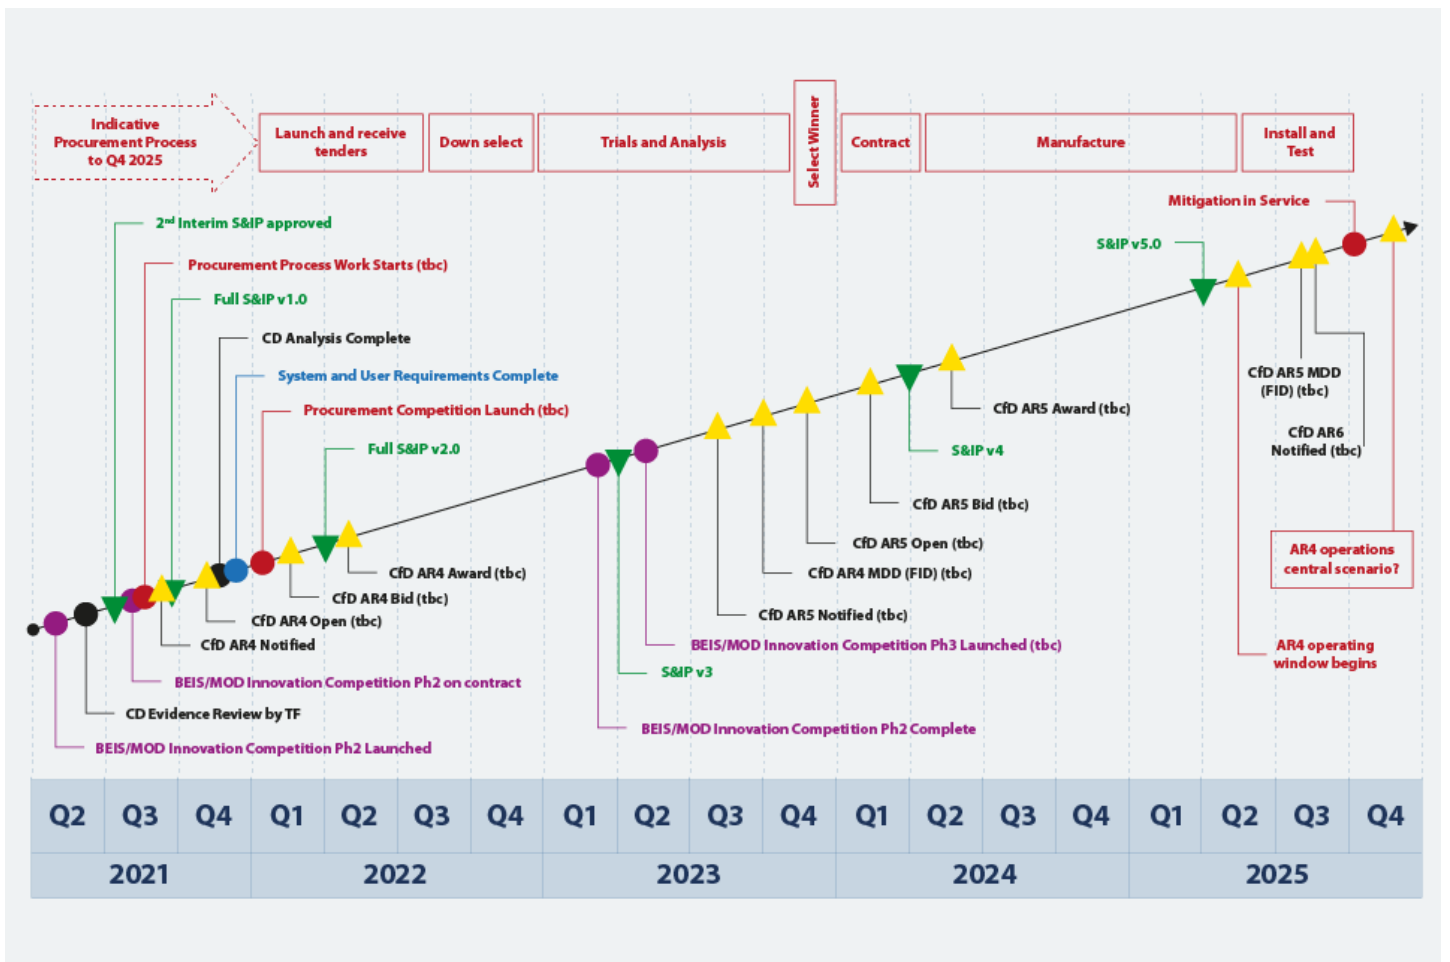 Indicative
Procurement Process
to Q4 2025
Launch and receive
tenders
Down select
Trials and Analysis
Select Winner
Contract
Manufacture
Install and
Test
Mitigation in Service
2nd Interim S&IP approved
S&IP v5.0
Procurement Process Work Starts (tbc)
Full S&IP v1.0
CD Analysis Complete
System and User Requirements Complete
CfD AR5 MDD
(FID) (tbc)
Procurement Competition Launch (tbc)
CfD AR5 Award (tbc)
CfD AR6
Notified (tbc)
Full S&IP v2.0
S&IP v4
CfD AR5 Bid (tbc)
CfD AR5 Open (tbc)
AR4 operations
central scenario?
CfD AR4 Award (tbc)
CfD AR4 MDD (FID) (tbc)
CfD AR4 Bid (tbc)
CfD AR5 Notified (tbc)
CfD AR4 Open (tbc)
CfD AR4 Notified
BEIS/MOD Innovation Competition Ph3 Launched (tbc)
AR4 operating
window begins
S&IP v3
BEIS/MOD Innovation Competition Ph2 on contract
CD Evidence Review by TF
BEIS/MOD Innovation Competition Ph2 Complete
BEIS/MOD Innovation Competition Ph2 Launched
Q2 Q3 Q4 Q1 Q2 Q3 Q4 Q1 Q2 Q3 Q4 Q1 Q2 Q3 Q4 Q1 Q2 Q3 Q4
2021 2022 2023 2024 2025